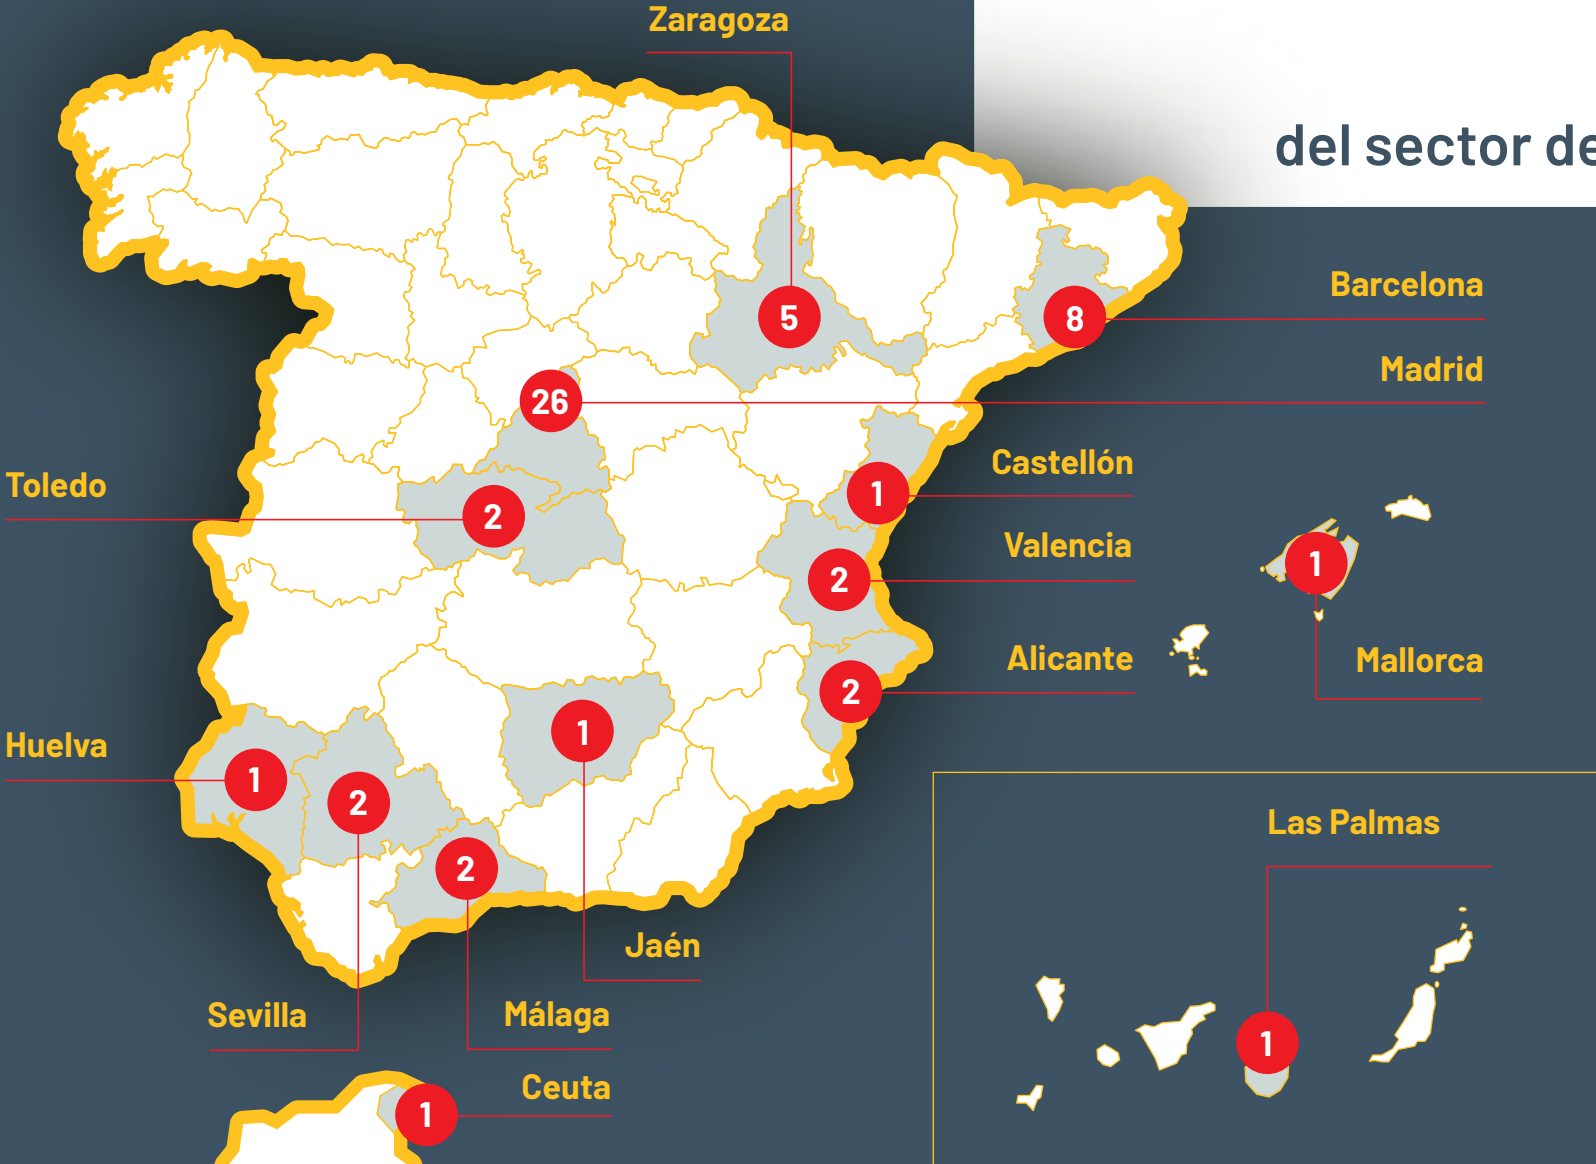 Zaragoza
del sector de
5
8
Barcelona
Madrid
26
Castellón
Toledo
1
2
Valencia
2
1
Alicante
Mallorca
2
Huelva
1
1
2
Las Palmas
2
Jaén
Sevilla
Málaga
1
Ceuta
1